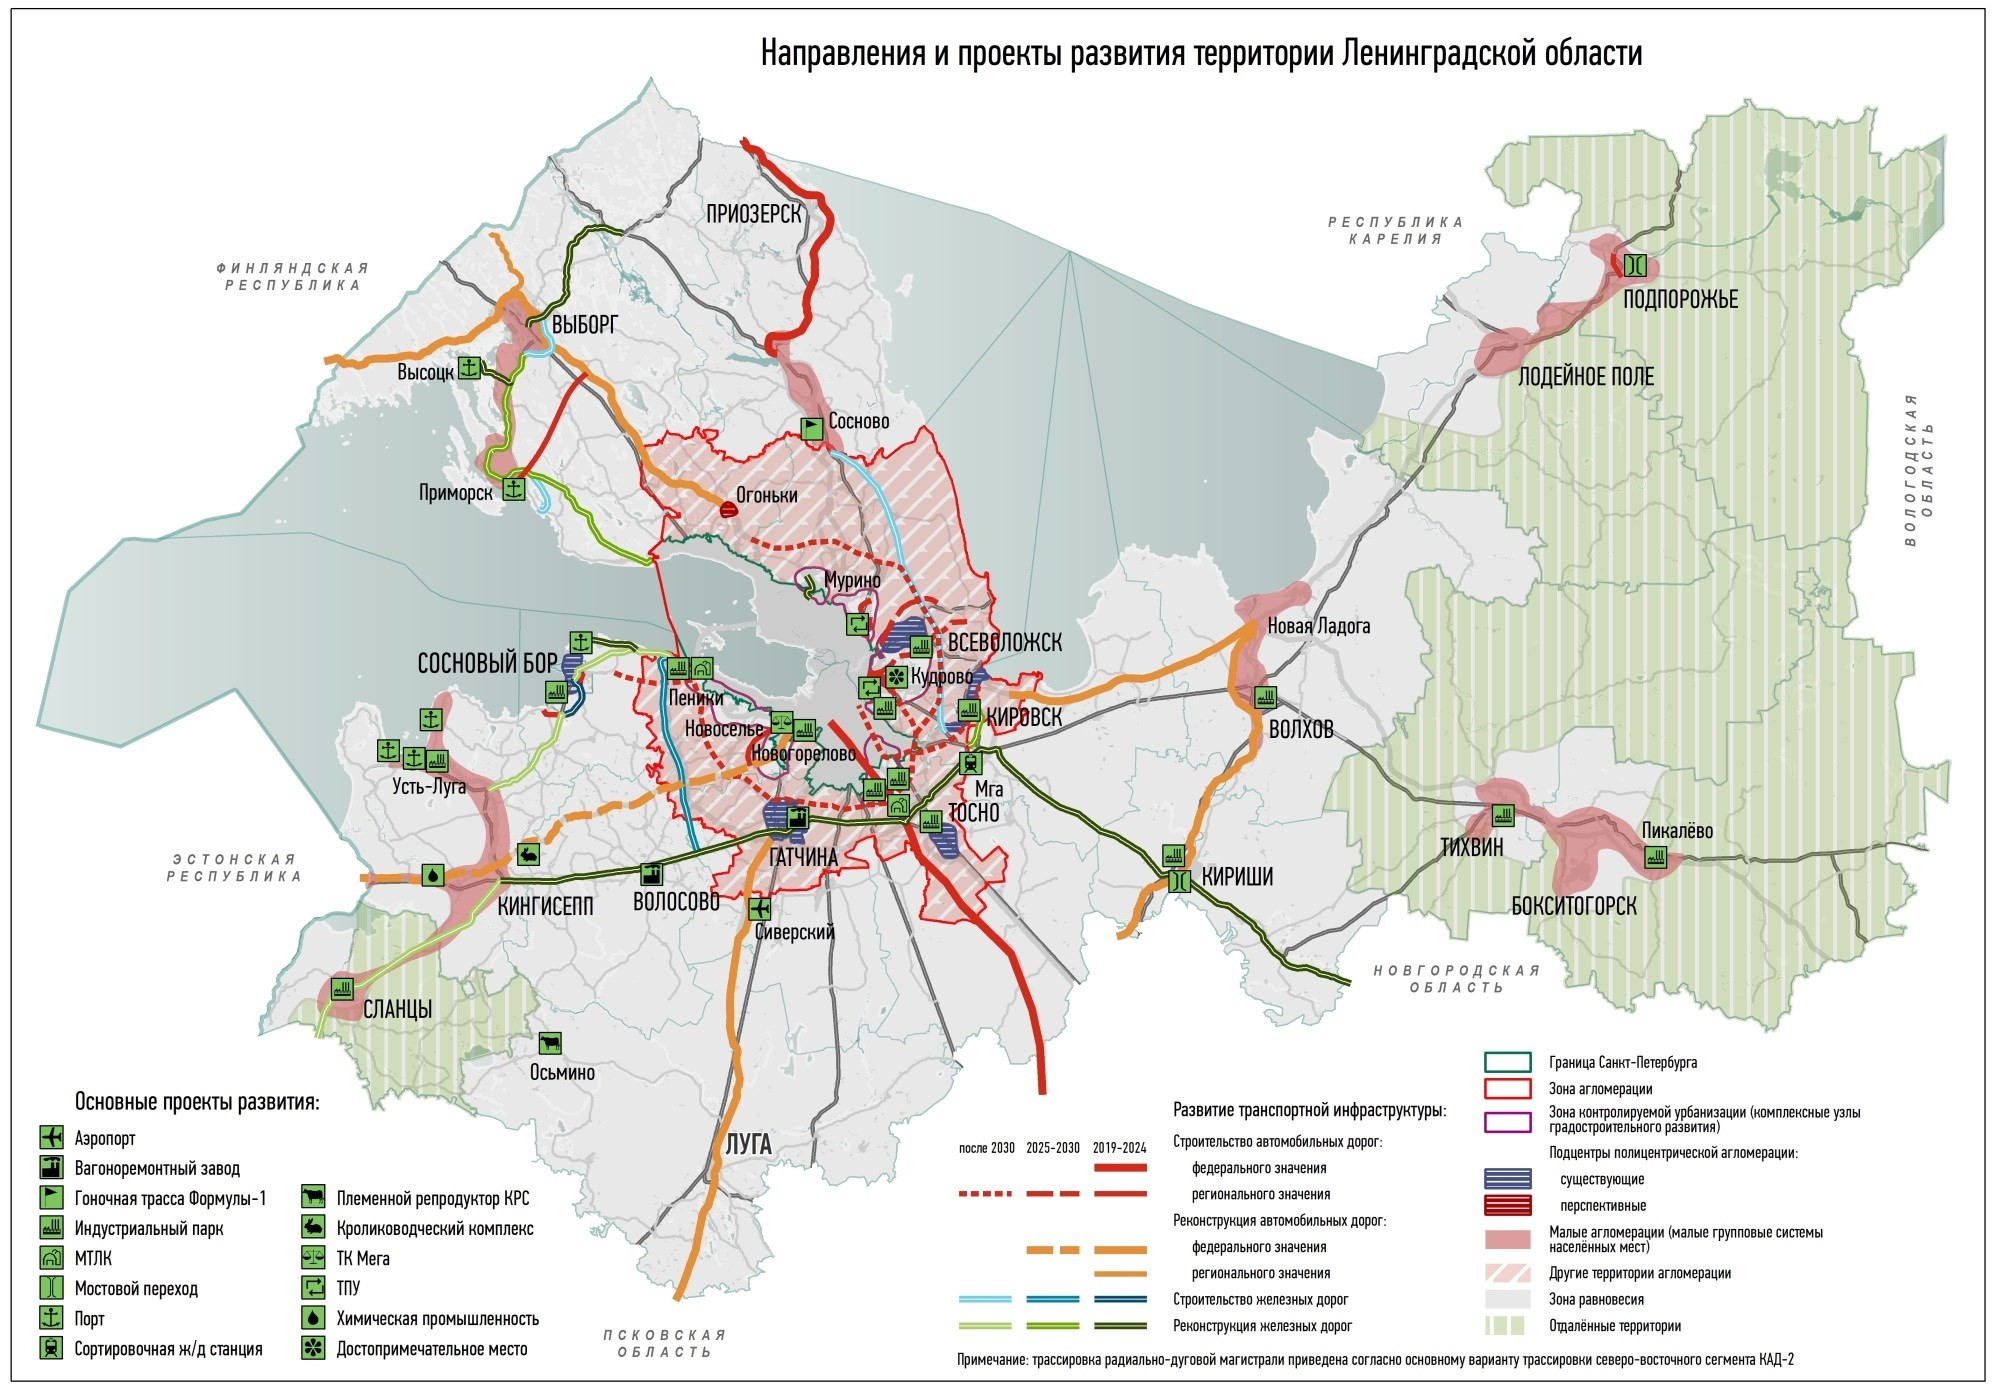 Направления и проекты развития территории Ленинградской области
ФИНЛЯНДСКАЯ
РЕСПУБЛИКА
РЕСПУБЛИКА
КАРЕЛИЯ
ВОЛОГОДСКАЯ
ОБЛАСТЬ
ЭСТОНСКАЯ
РЕСПУБЛИКА
НОВГОРОДСКАЯ
ОБЛАСТЬ
ПСКОВСКАЯ
ОБЛАСТЬ
ПРИОЗЕРСК
ВЫБОРГ
Высоцк
Приморск
Сосново
Огоньки
ПОДПОРОЖЬЕ
ЛОДЕЙНОЕ ПОЛЕ
Мурино
ВСЕВОЛОЖСК
Кудрово
Новая Ладога
СОСНОВЫЙ БОР
Пеники
Новоселье
Новогорелово
КИРОВСК
ВОЛХОВ
Усть-Луга
Мга
ТОСНО
ГАТЧИНА
ТИХВИН
Пикалёво
БОКСИТОГОРСК
КИРИШИ
КИНГИСЕПП
ВОЛОСОВО
Сиверский
СЛАНЦЫ
Осьмино
ЛУГА
Основные проекты развития:
Аэропорт
Вагоноремонтный завод
Гоночная трасса Формулы-1
Индустриальный парк
МТЛК
Мостовой переход
Порт
Сортировочная ж/д станция
Племенной репродуктор КРС
Кролиководческий комплекс
ТК Мега
ТПУ
Химическая промышленность
Достопримечательное место
Развитие транспортной инфраструктуры:
после 2030 2025-2030 2019-2024
Строительство автомобильных дорог:
федерального значения
регионального значения
Реконструкция автомобильных дорог:
федерального значения
регионального значения
Строительство железных дорог
Реконструкция железных дорог
Граница Санкт-Петербурга
Зона агломерации
Зона контролируемой урбанизации (комплексные узлы
градостроительного развития)
Подцентры полицентрической агломерации:
существующие
перспективные
Малые агломерации (малые групповые системы
населённых мест)
Другие территории агломерации
Зона равновесия
Отдалённые территории
Примечание: трассировка радиально-дуговой магистрали приведена согласно основному варианту трассировки северо-восточного сегмента КАД-2